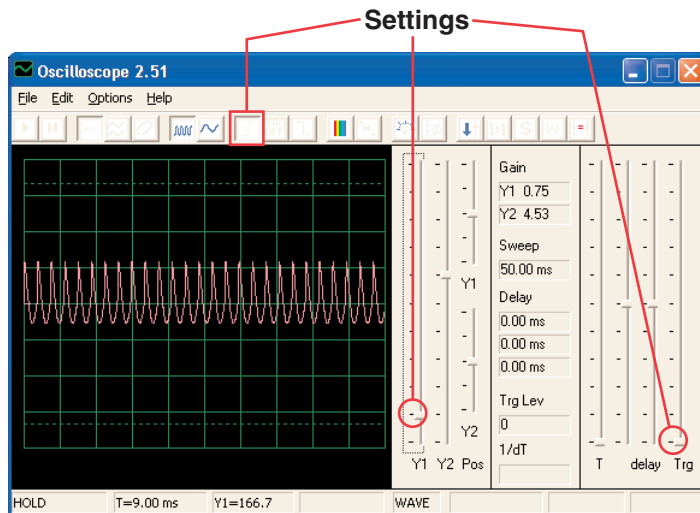 Settings
Oscilloscope 2.51
File Edit Options Help
Gain
Y1 0.75
Y2 4.53
Sweep
50.00 ms
Y1
Delay
0.00 ms
0.00 ms
0.00 ms
Trg Lev
0
Y2
1/dT
Y1 Y2 Pos
T delay Trg
HOLD T=9.00 ms Y1=166.7 WAVE